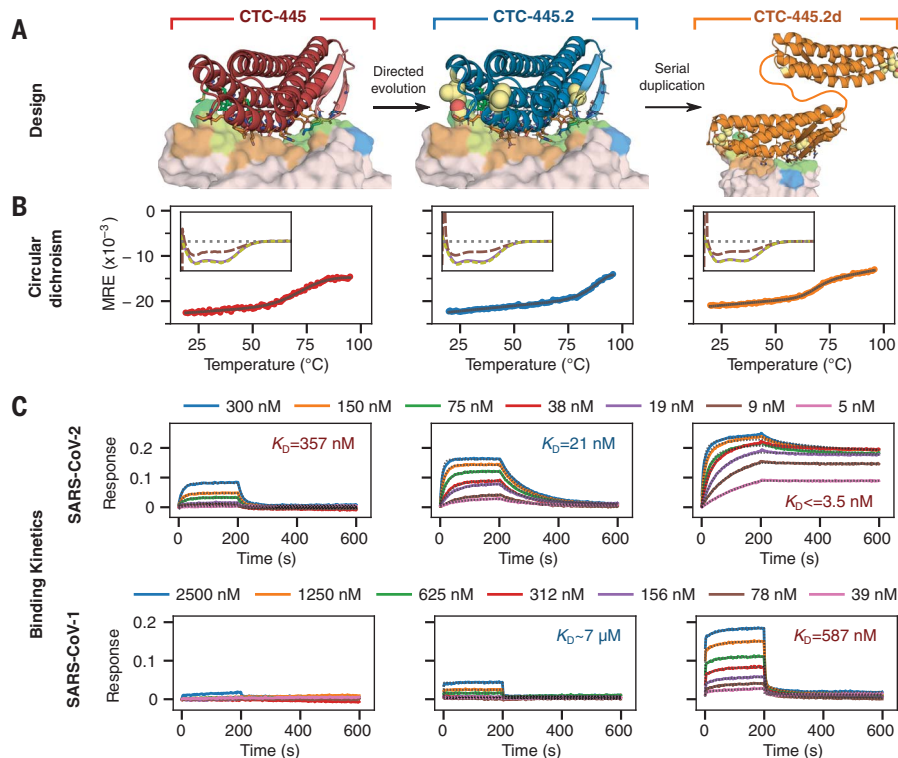 A
CTC-445
CTC-445.2
CTC-445.2d
Design
Directed
evolution
Serial
duplication
B
Circular
dichroism
MRE (x10⁻³)
0
−10
−20
25
50
75
100
Temperature (°C)
25
50
75
100
Temperature (°C)
25
50
75
100
Temperature (°C)
C
Binding Kinetics
300 nM
150 nM
75 nM
38 nM
19 nM
9 nM
5 nM
SARS-CoV-2
Response
0.2
0.1
0
K_D=357 nM
K_D=21 nM
K_D<=3.5 nM
0
200
400
600
Time (s)
0
200
400
600
Time (s)
0
200
400
600
Time (s)
2500 nM
1250 nM
625 nM
312 nM
156 nM
78 nM
39 nM
SARS-CoV-1
Response
0.2
0.1
0
K_D~7 µM
K_D=587 nM
0
200
400
600
Time (s)
0
200
400
600
Time (s)
0
200
400
600
Time (s)